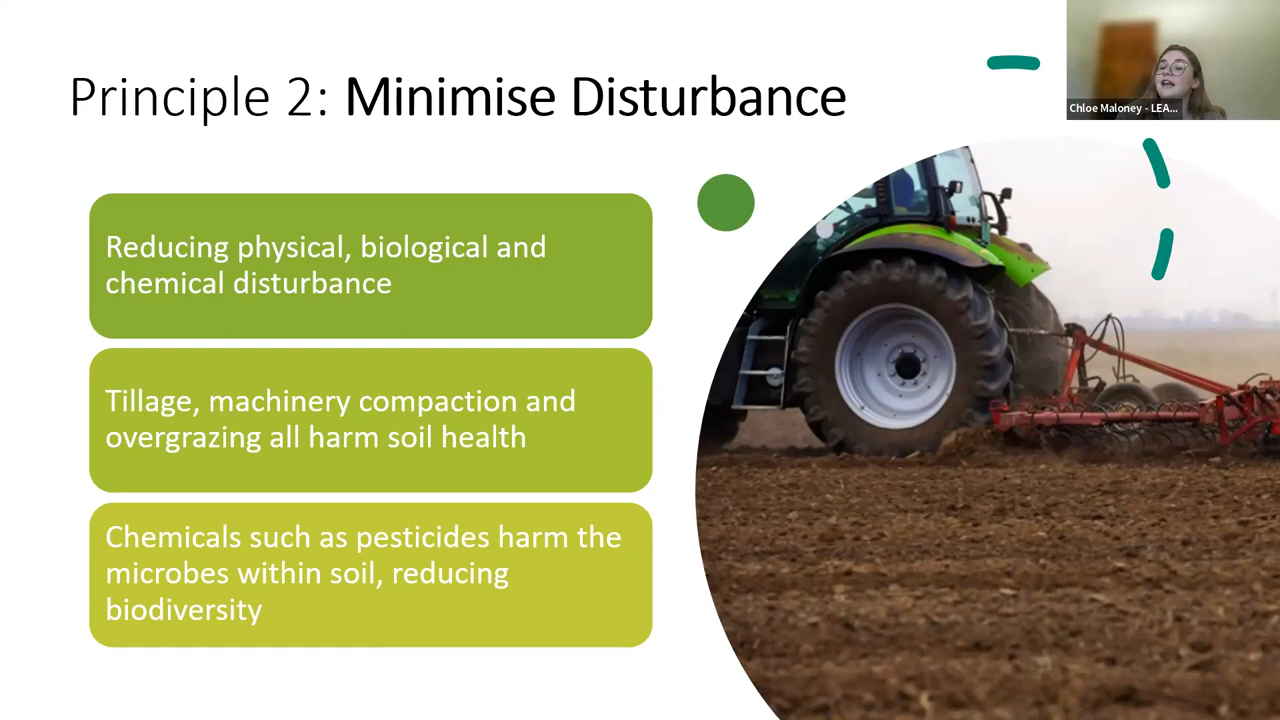 Principle 2: Minimise Disturbance
Chloe Maloney - LEA...
Reducing physical, biological and
chemical disturbance
Tillage, machinery compaction and
overgrazing all harm soil health
Chemicals such as pesticides harm the
microbes within soil, reducing
biodiversity